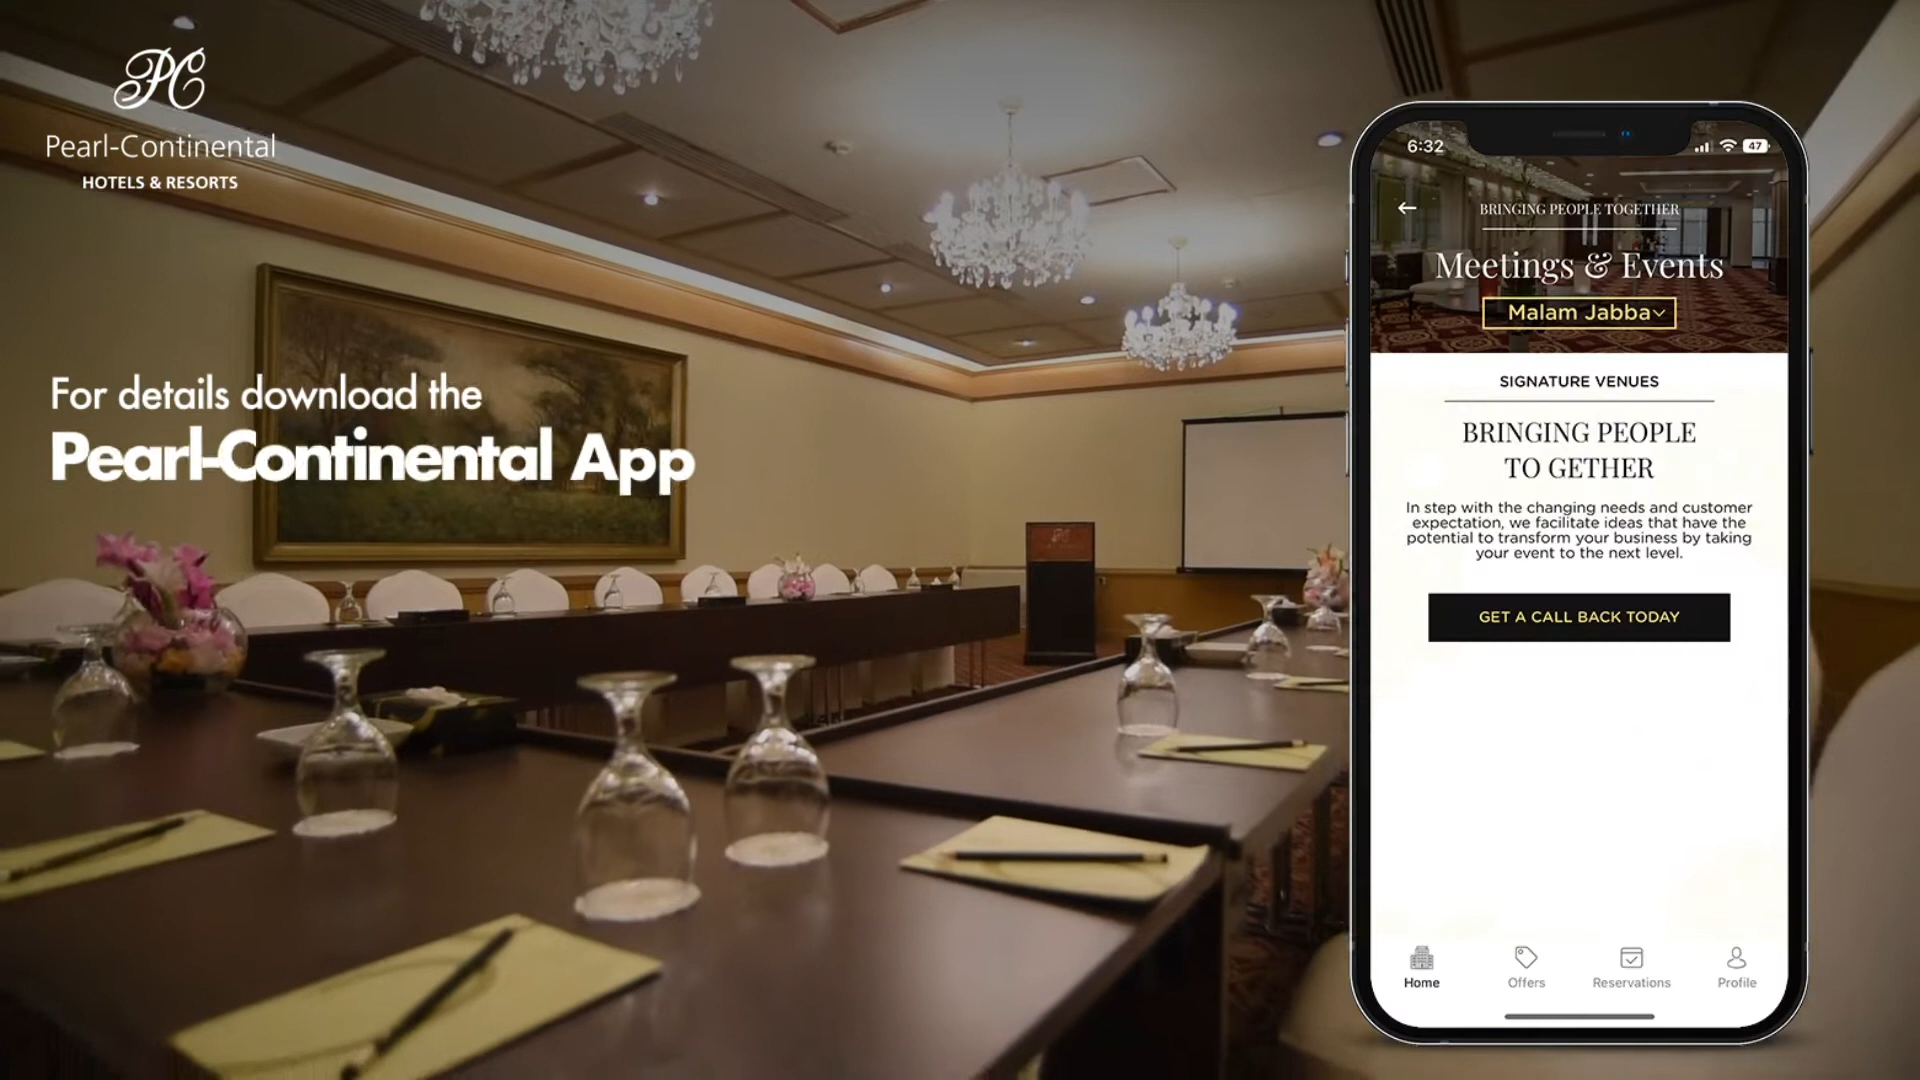 PC
Pearl-Continental
HOTELS & RESORTS
For details download the
Pearl-Continental App
6:32
47
BRINGING PEOPLE TOGETHER
Meetings & Events
Malam Jabba
SIGNATURE VENUES
BRINGING PEOPLE
TO GETHER
In step with the changing needs and customer
expectation, we facilitate ideas that have the
potential to transform your business by taking
your event to the next level.
GET A CALL BACK TODAY
Home
Offers
Reservations
Profile